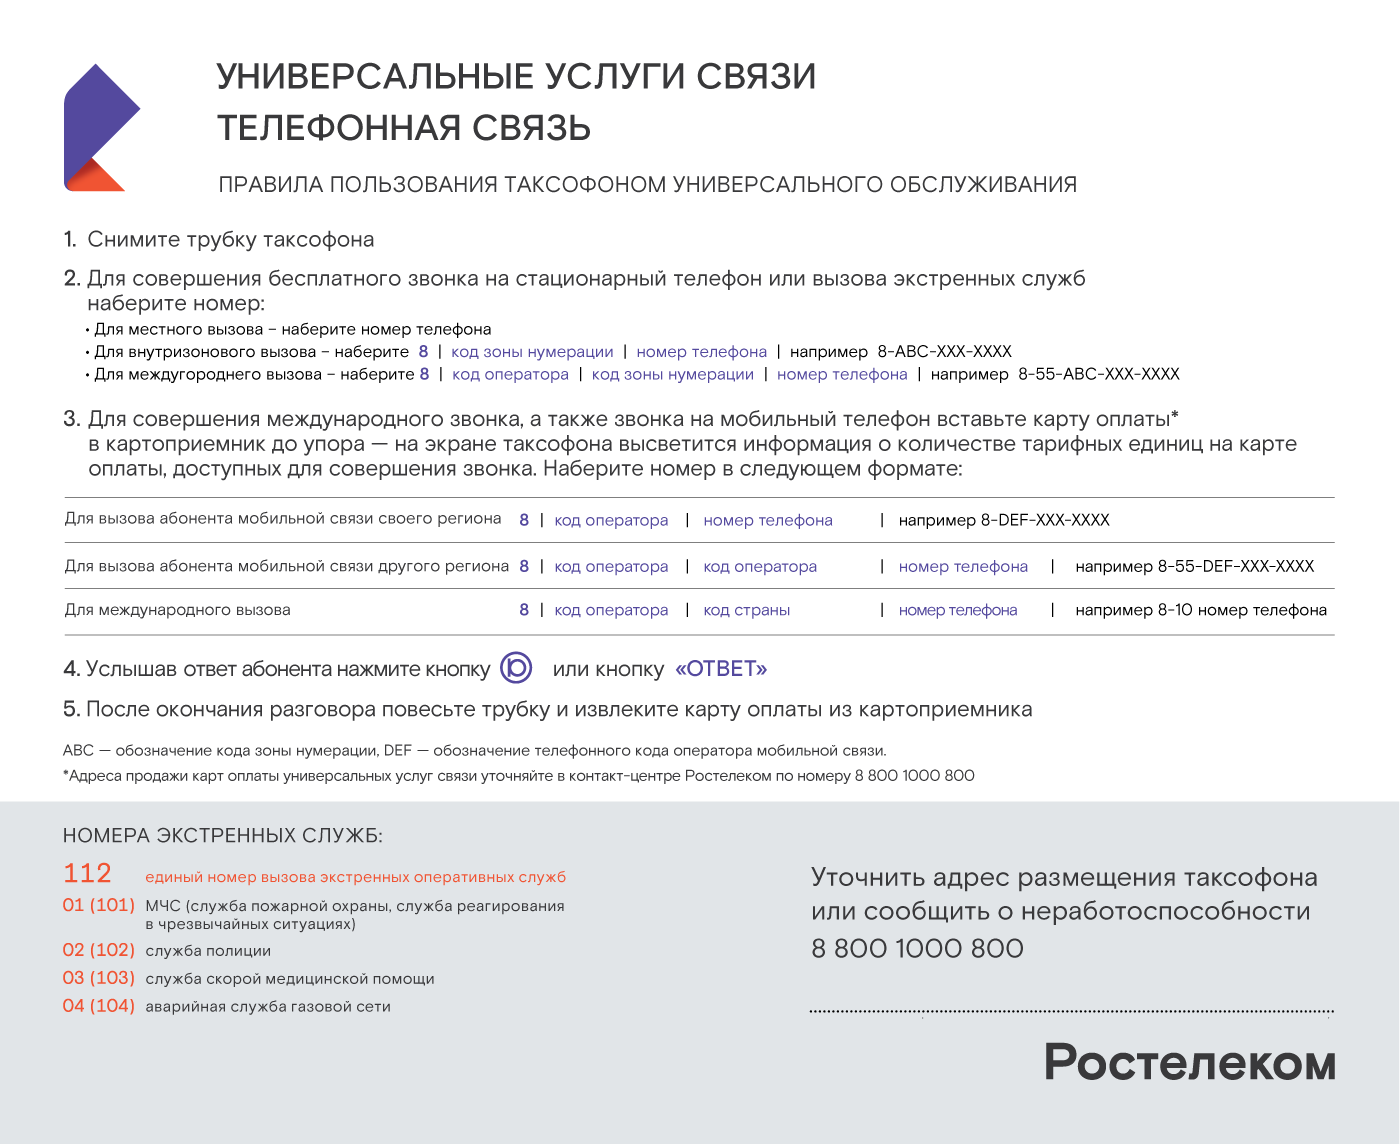 УНИВЕРСАЛЬНЫЕ УСЛУГИ СВЯЗИ
ТЕЛЕФОННАЯ СВЯЗЬ
ПРАВИЛА ПОЛЬЗОВАНИЯ ТАКСОФОНОМ УНИВЕРСАЛЬНОГО ОБСЛУЖИВАНИЯ
1. Снимите трубку таксофона
2. Для совершения бесплатного звонка на стационарный телефон или вызова экстренных служб
наберите номер:
• Для местного вызова – наберите номер телефона
• Для внутризонового вызова – наберите 8 | код зоны нумерации | номер телефона | например 8-ABC-XXX-XXXX
• Для междугороднего вызова – наберите 8 | код оператора | код зоны нумерации | номер телефона | например 8-55-ABC-XXX-XXXX
3. Для совершения международного звонка, а также звонка на мобильный телефон вставьте карту оплаты*
в картоприемник до упора — на экране таксофона высветится информация о количестве тарифных единиц на карте
оплаты, доступных для совершения звонка. Наберите номер в следующем формате:
Для вызова абонента мобильной связи своего региона 8 | код оператора | номер телефона | например 8-DEF-XXX-XXXX
Для вызова абонента мобильной связи другого региона 8 | код оператора | код оператора | номер телефона | например 8-55-DEF-XXX-XXXX
Для международного вызова 8 | код оператора | код страны | номер телефона | например 8-10 номер телефона
4. Услышав ответ абонента нажмите кнопку или кнопку «ОТВЕТ»
5. После окончания разговора повесьте трубку и извлеките карту оплаты из картоприемника
ABC — обозначение кода зоны нумерации, DEF — обозначение телефонного кода оператора мобильной связи.
*Адреса продажи карт оплаты универсальных услуг связи уточняйте в контакт-центре Ростелеком по номеру 8 800 1000 800
НОМЕРА ЭКСТРЕННЫХ СЛУЖБ:
112 единый номер вызова экстренных оперативных служб
01 (101) МЧС (служба пожарной охраны, служба реагирования
в чрезвычайных ситуациях)
02 (102) служба полиции
03 (103) служба скорой медицинской помощи
04 (104) аварийная служба газовой сети
Уточнить адрес размещения таксофона
или сообщить о неработоспособности
8 800 1000 800
Ростелеком